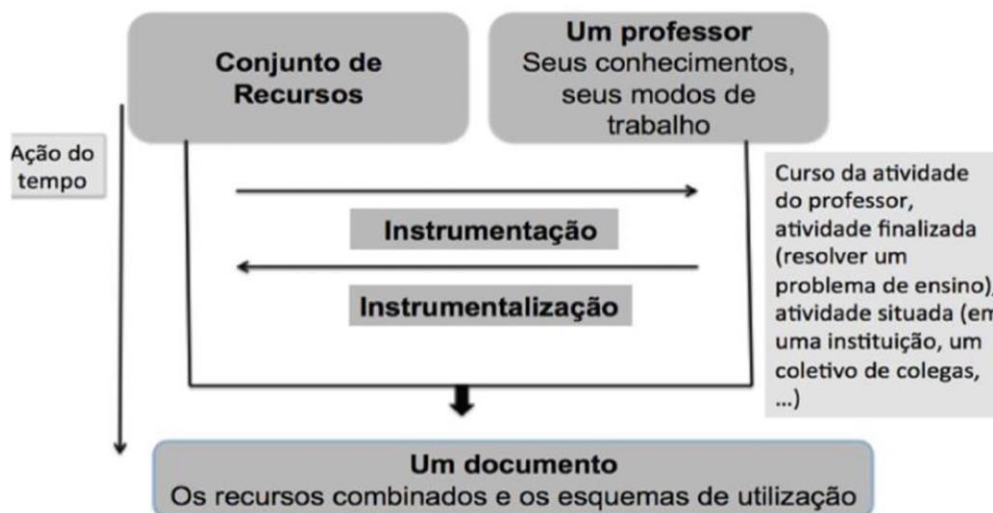 Conjunto de
Recursos
Um professor
Seus conhecimentos,
seus modos de
trabalho
Ação do
tempo
Instrumentação
Instrumentalização
Curso da atividade
do professor,
atividade finalizada
(resolver um
problema de ensino),
atividade situada (em
uma instituição, um
coletivo de colegas,
...)
Um documento
Os recursos combinados e os esquemas de utilização